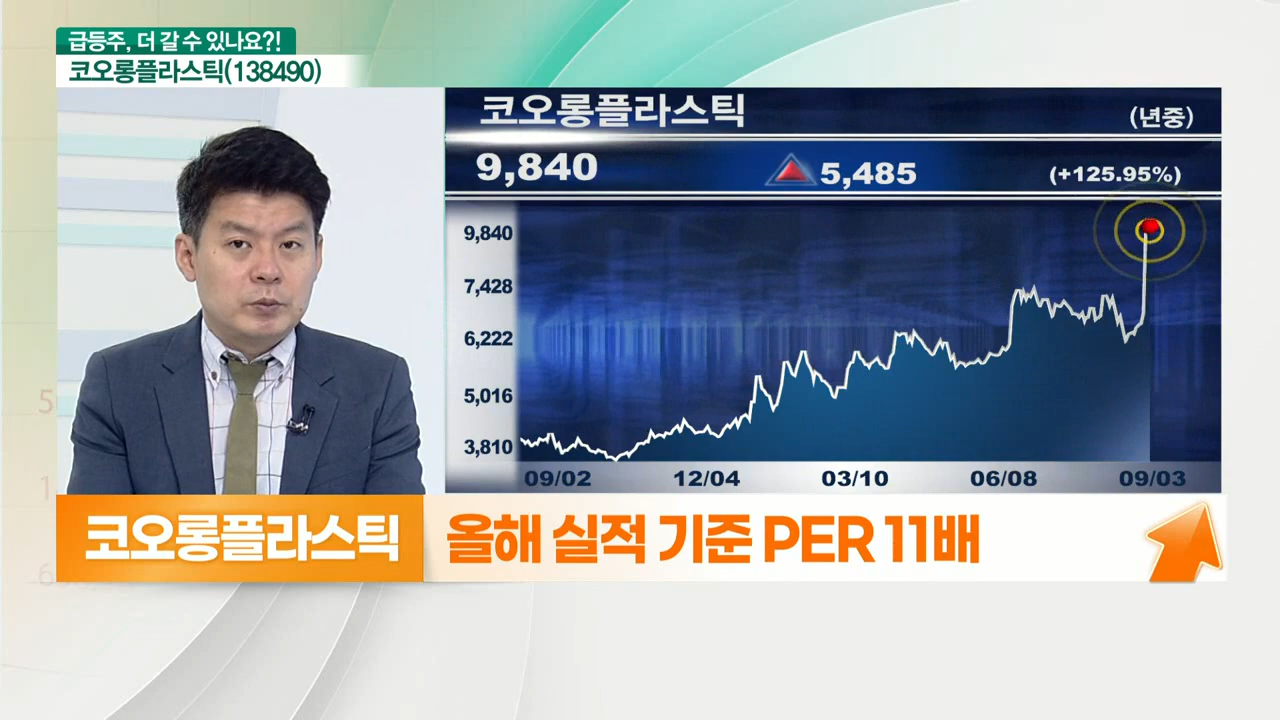 급등주, 더 갈 수 있나요?!
코오롱플라스틱(138490)
코오롱플라스틱 (년중)
9,840 5,485 (+125.95%)
9,840
7,428
6,222
5,016
3,810
09/02 12/04 03/10 06/08 09/03
코오롱플라스틱 올해 실적 기준 PER 11배